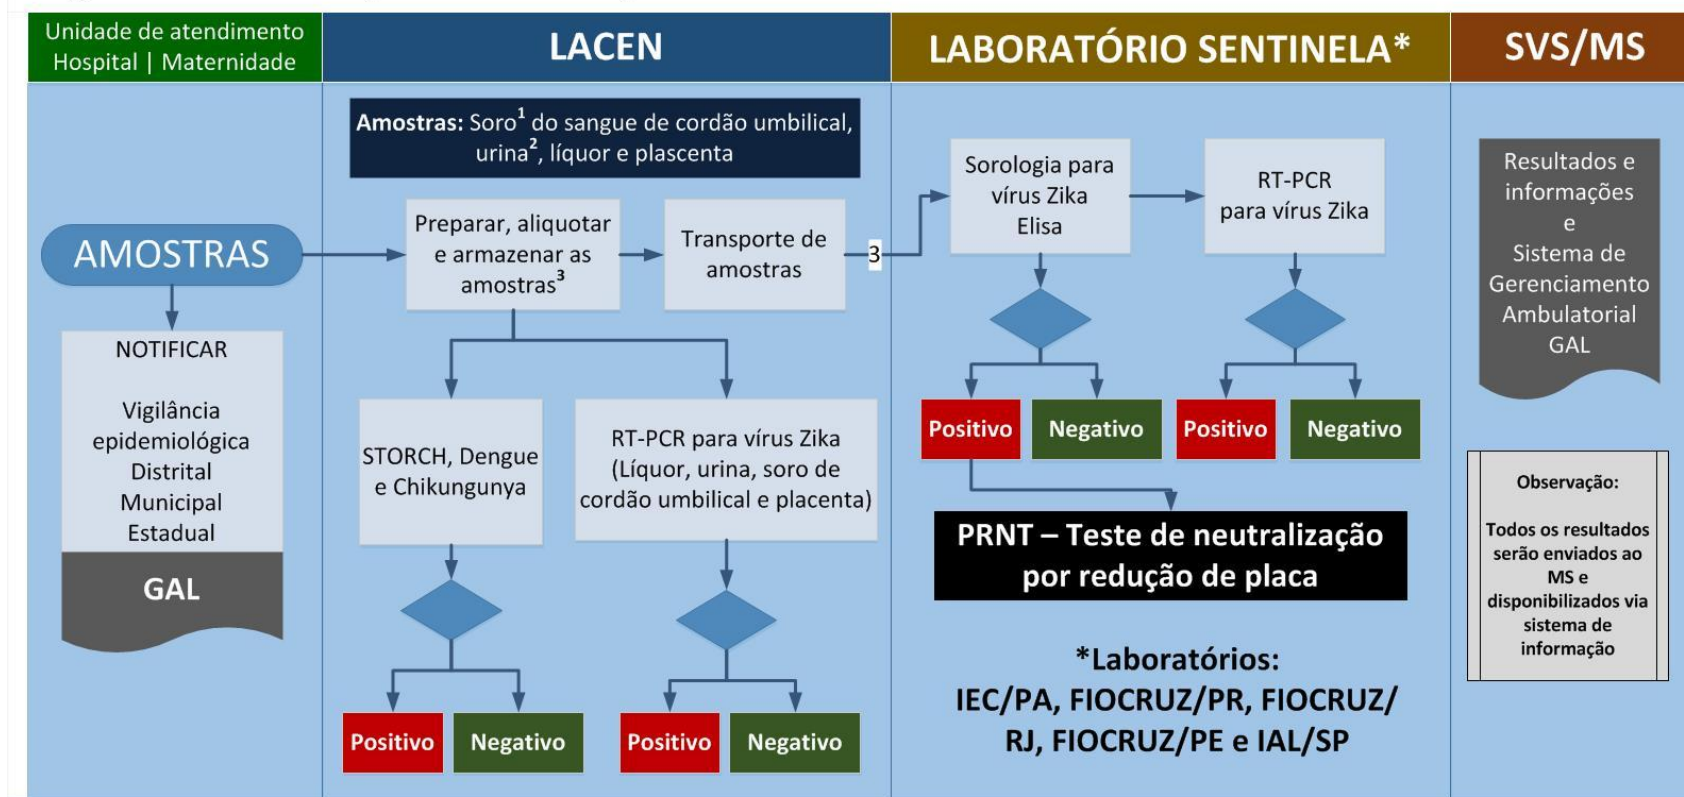 Unidade de atendimento
Hospital | Maternidade
LACEN
LABORATÓRIO SENTINELA*
SVS/MS
AMOSTRAS
NOTIFICAR
Vigilância
epidemiológica
Distrital
Municipal
Estadual
GAL
Amostras: Soro¹ do sangue de cordão umbilical,
urina², líquor e plascenta
Preparar, aliquotar
e armazenar as
amostras³
Transporte de
amostras
3
STORCH, Dengue
e Chikungunya
RT-PCR para vírus Zika
(Líquor, urina, soro de
cordão umbilical e placenta)
Positivo
Negativo
Positivo
Negativo
Sorologia para
vírus Zika
Elisa
RT-PCR
para vírus Zika
Positivo
Negativo
Positivo
Negativo
PRNT – Teste de neutralização
por redução de placa
*Laboratórios:
IEC/PA, FIOCRUZ/PR, FIOCRUZ/
RJ, FIOCRUZ/PE e IAL/SP
Resultados e
informações
e
Sistema de
Gerenciamento
Ambulatorial
GAL
Observação:
Todos os resultados
serão enviados ao
MS e
disponibilizados via
sistema de
informação